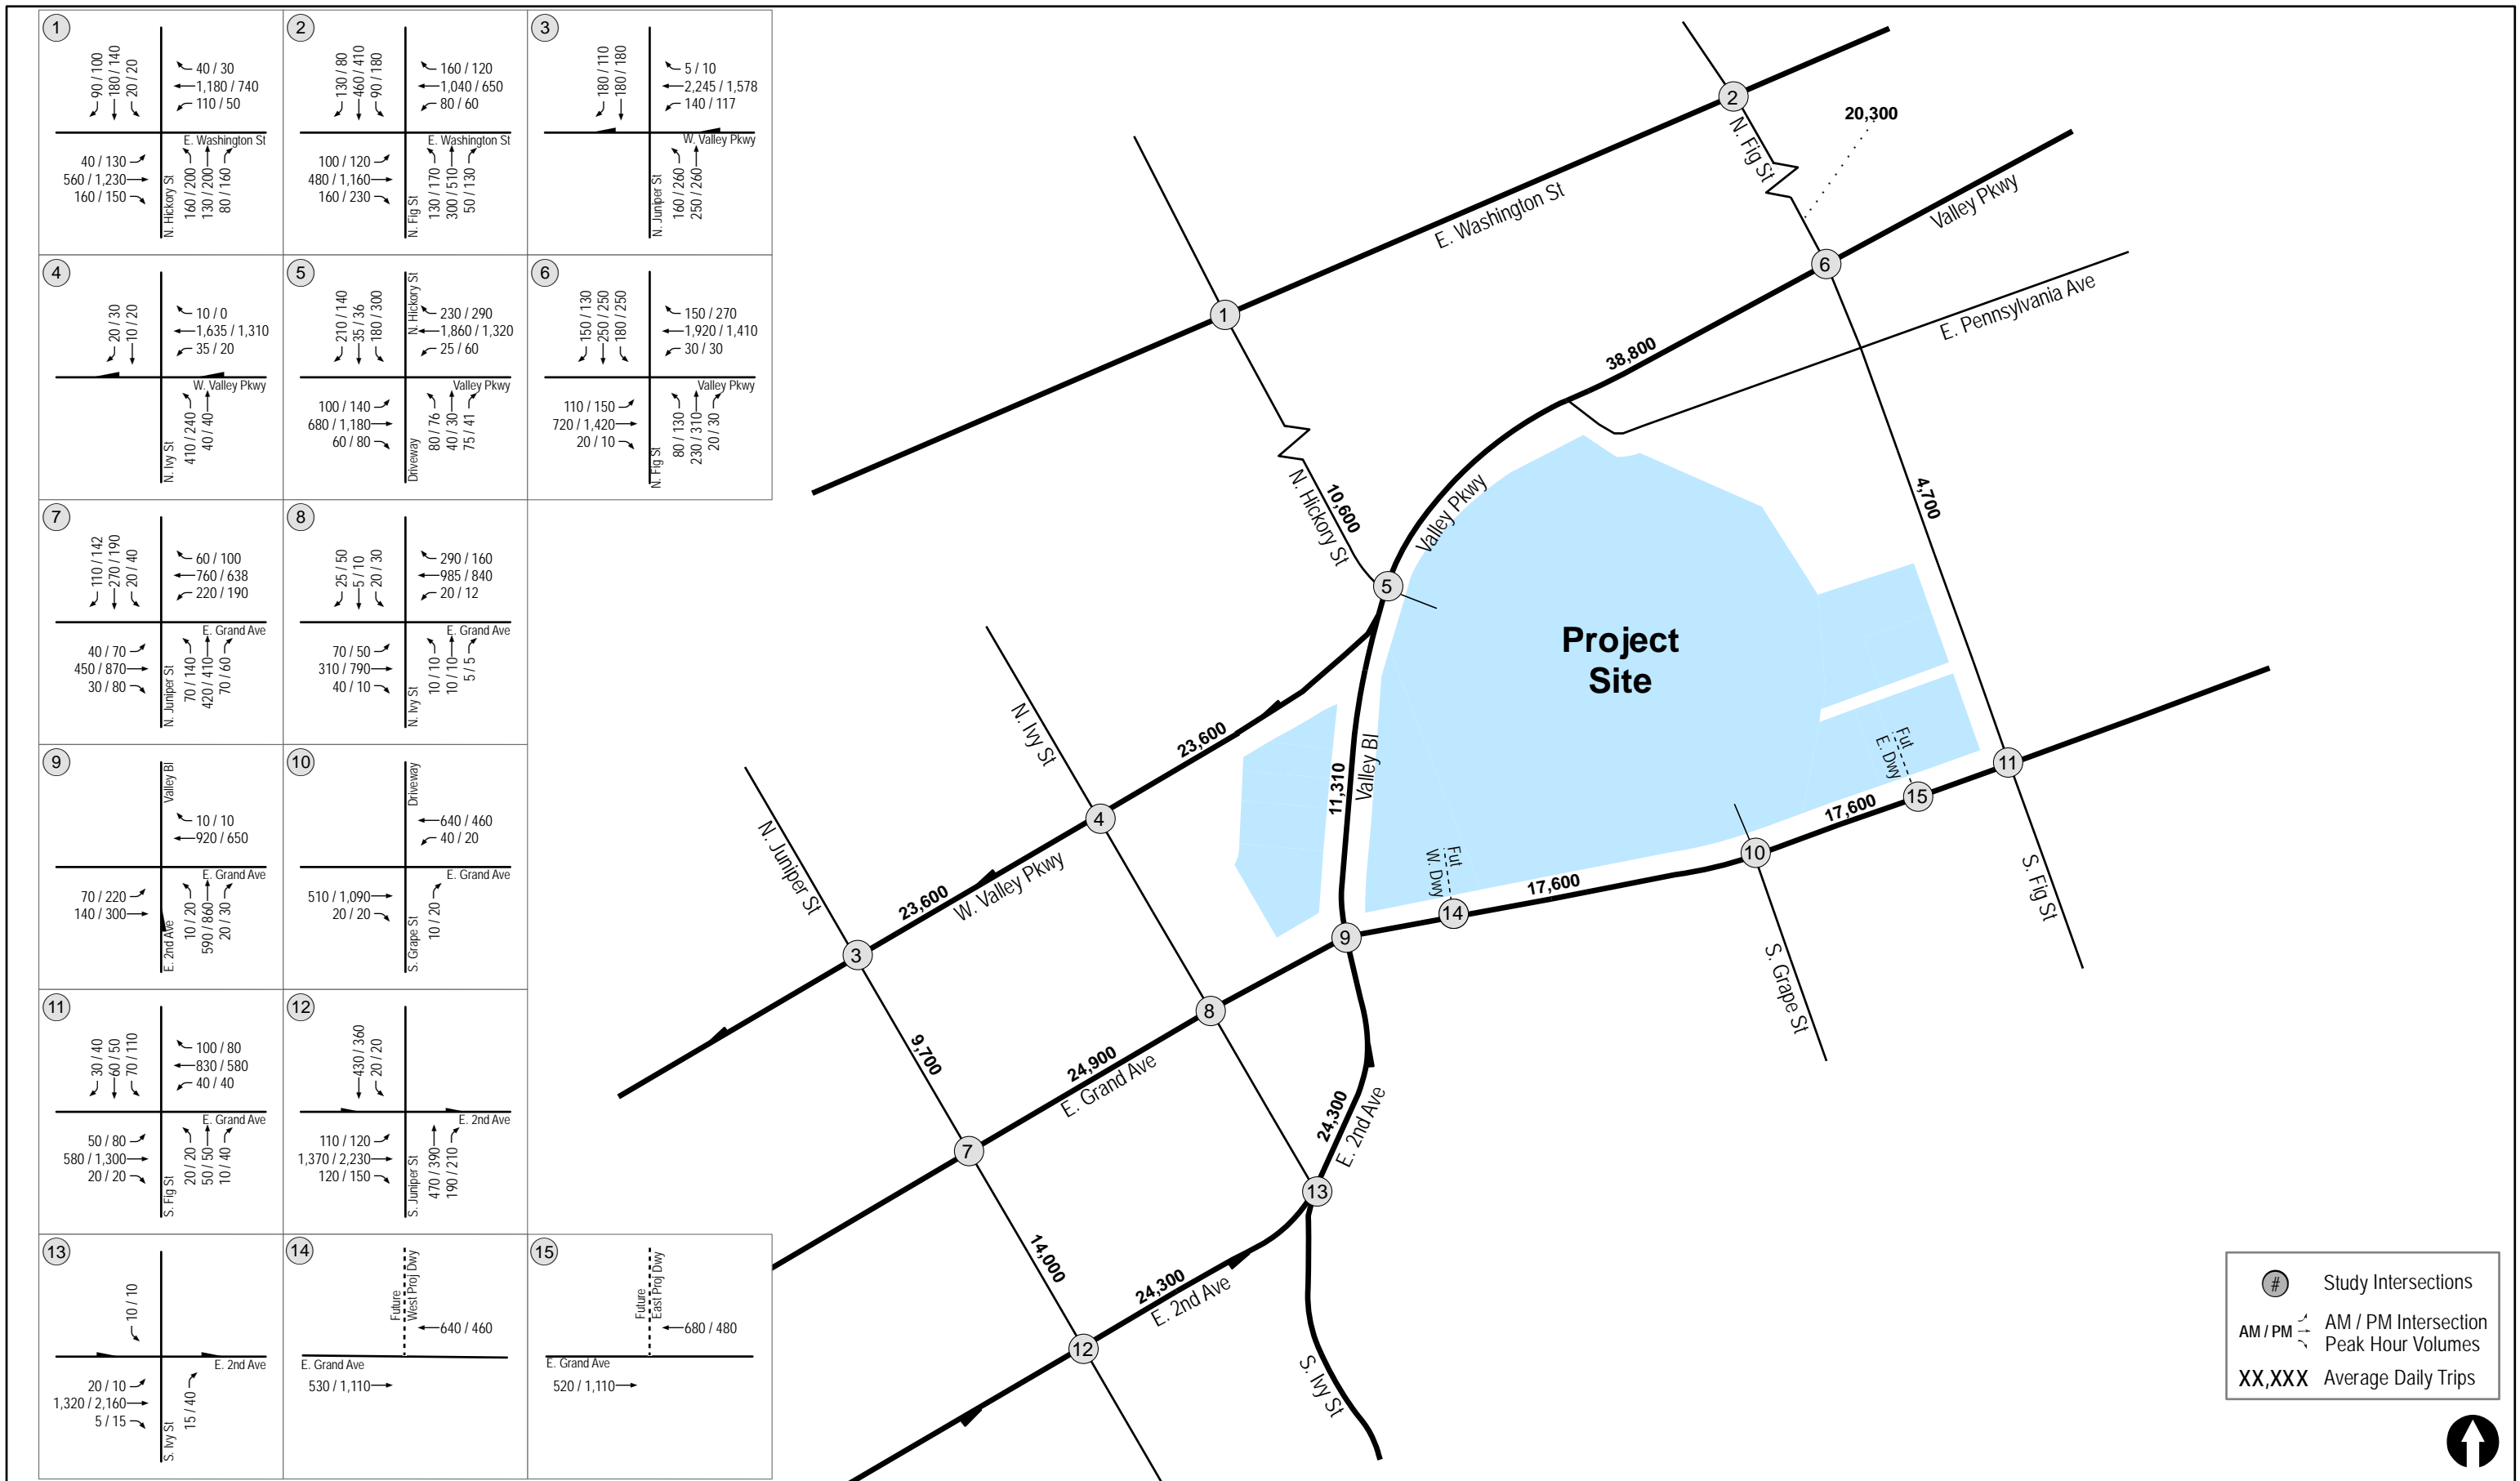 1
90 / 100
180 / 140
20 / 20
40 / 30
1,180 / 740
110 / 50
E. Washington St
40 / 130
560 / 1,230
160 / 150
N. Hickory St
160 / 200
130 / 200
80 / 160
2
130 / 80
460 / 410
90 / 180
160 / 120
1,040 / 650
80 / 60
E. Washington St
100 / 120
480 / 1,160
160 / 230
N. Fig St
130 / 170
300 / 510
50 / 130
3
180 / 110
180 / 180
5 / 10
2,245 / 1,578
140 / 117
W. Valley Pkwy
N. Juniper St
160 / 260
250 / 260
4
20 / 30
10 / 20
10 / 0
1,635 / 1,310
35 / 20
W. Valley Pkwy
N. Ivy St
410 / 240
40 / 40
5
210 / 140
35 / 36
180 / 300
N. Hickory St
230 / 290
1,860 / 1,320
25 / 60
Valley Pkwy
100 / 140
680 / 1,180
60 / 80
Driveway
80 / 76
40 / 30
75 / 41
6
150 / 130
250 / 250
180 / 250
150 / 270
1,920 / 1,410
30 / 30
Valley Pkwy
110 / 150
720 / 1,420
20 / 10
N. Fig St
80 / 130
230 / 310
20 / 30
7
110 / 142
270 / 190
20 / 40
60 / 100
760 / 638
220 / 190
E. Grand Ave
40 / 70
450 / 870
30 / 80
N. Juniper St
70 / 140
420 / 410
70 / 60
8
25 / 50
5 / 10
20 / 30
290 / 160
985 / 840
20 / 12
E. Grand Ave
70 / 50
310 / 790
40 / 10
N. Ivy St
10 / 10
10 / 10
5 / 5
9
Valley Bl
10 / 10
920 / 650
E. Grand Ave
70 / 220
140 / 300
E. 2nd Ave
10 / 20
590 / 860
20 / 30
10
Driveway
640 / 460
40 / 20
E. Grand Ave
510 / 1,090
20 / 20
S. Grape St
10 / 20
11
30 / 40
60 / 50
70 / 110
100 / 80
830 / 580
40 / 40
E. Grand Ave
50 / 80
580 / 1,300
20 / 20
S. Fig St
20 / 20
50 / 50
10 / 40
12
430 / 360
20 / 20
E. 2nd Ave
110 / 120
1,370 / 2,230
120 / 150
S. Juniper St
470 / 390
190 / 210
13
10 / 10
E. 2nd Ave
20 / 10
1,320 / 2,160
5 / 15
S. Ivy St
15 / 40
14
Future
West Proj Dwy
640 / 460
E. Grand Ave
530 / 1,110
15
Future
East Proj Dwy
680 / 480
E. Grand Ave
520 / 1,110
2
20,300
N. Fig St
E. Washington St
Valley Pkwy
6
E. Pennsylvania Ave
1
38,800
4,700
10,600
N. Hickory St
Valley Pkwy
5
Project
Site
N. Ivy St
23,600
Valley Bl
11,310
Fut
E. Dwy
11
15
17,600
N. Juniper St
4
10
Fut
W. Dwy
17,600
14
23,600
W. Valley Pkwy
S. Fig St
3
9
S. Grape St
8
9,700
24,900
E. Grand Ave
24,300
E. 2nd Ave
7
13
14,000
24,300
E. 2nd Ave
12
S. Ivy St
# Study Intersections
AM / PM AM / PM Intersection
Peak Hour Volumes
XX,XXX Average Daily Trips